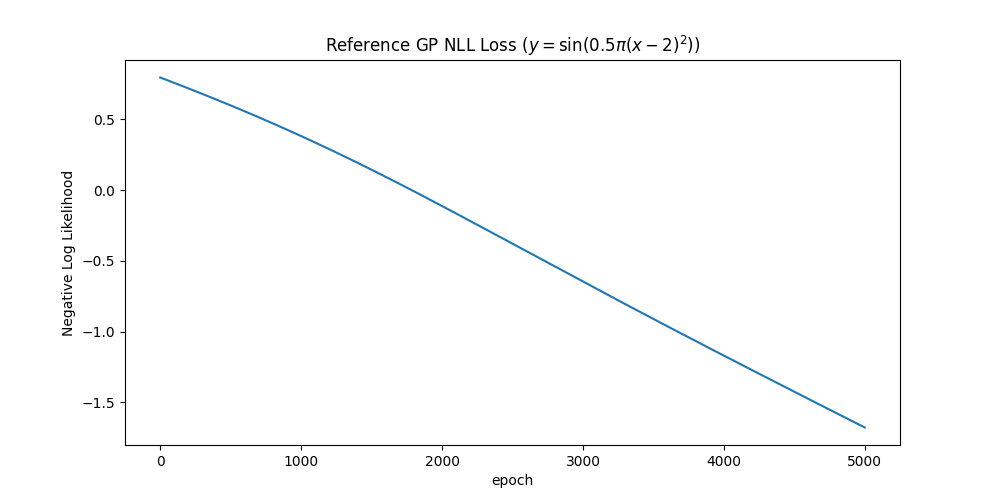 Reference GP NLL Loss (y = sin(0.5π(x − 2)²))
Negative Log Likelihood
0.5
0.0
−0.5
−1.0
−1.5
0 1000 2000 3000 4000 5000
epoch